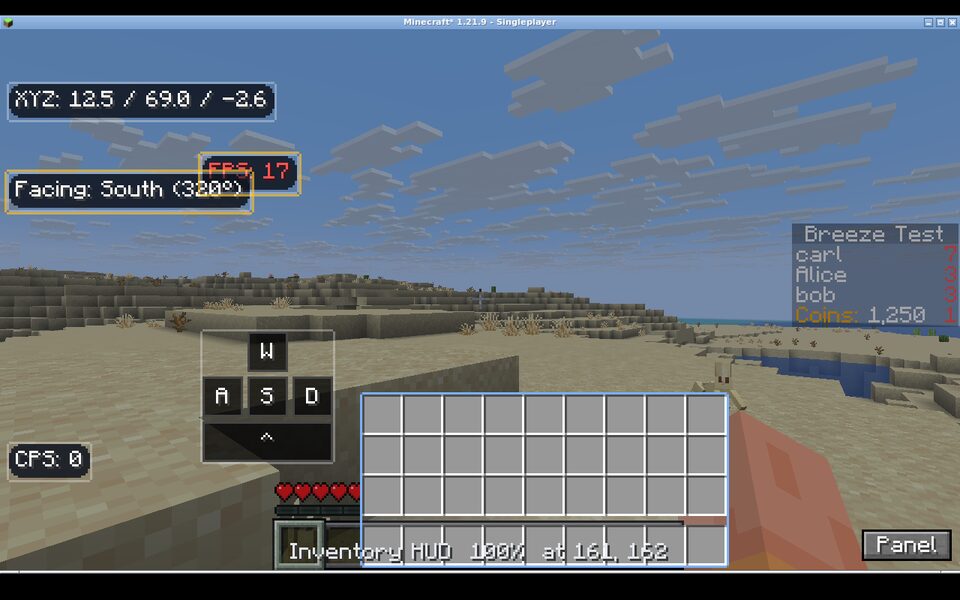 Minecraft* 1.21.9 - Singleplayer
XYZ: 12.5 / 69.0 / -2.6
FPS: 17
Facing: South (320°)
Breeze Test
carl
Alice 3
bob 3
Coins: 1,250 1
W
A S D
^
CPS: 0
Inventory HUD 100% at 161, 162
Panel